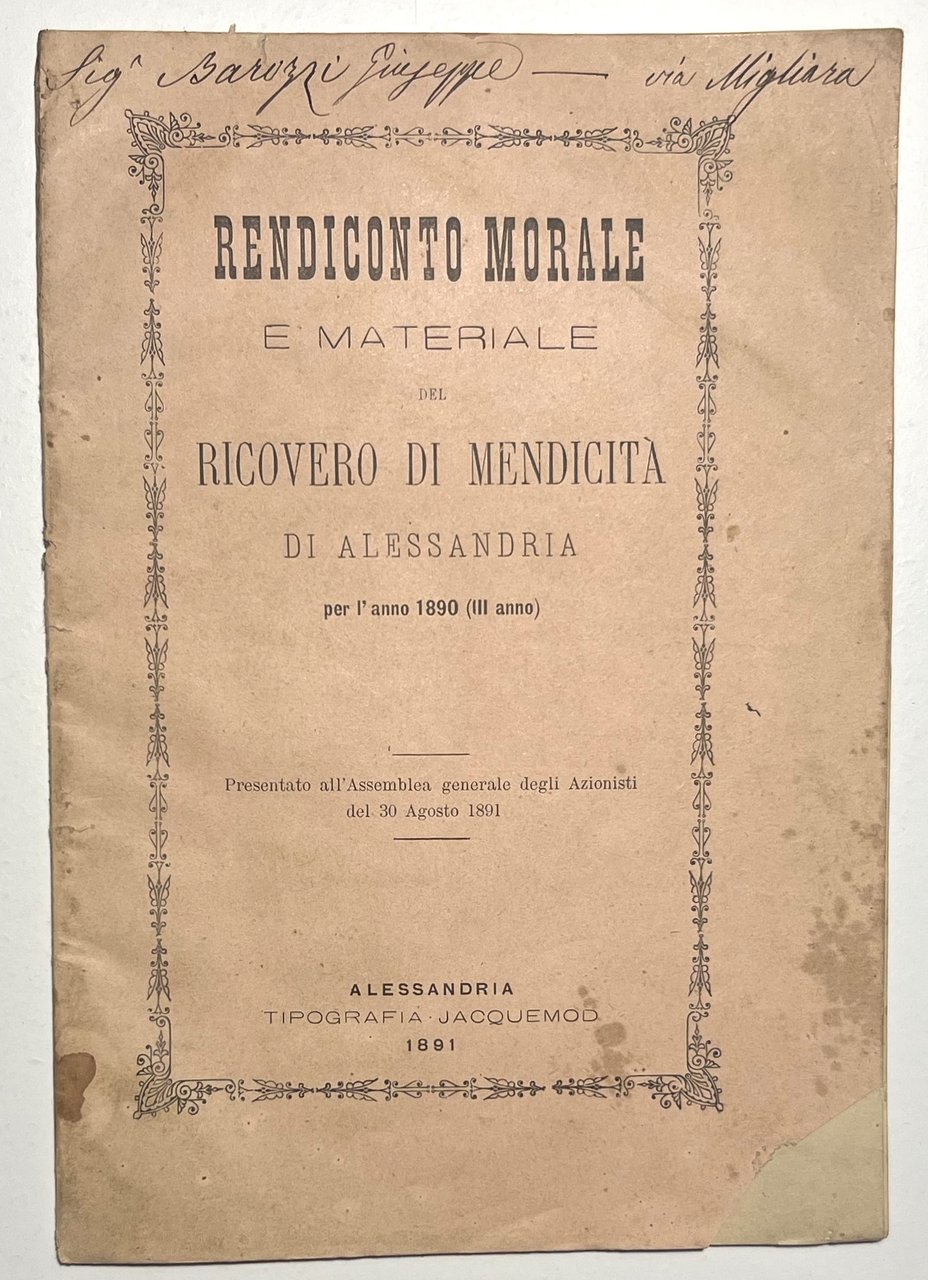 Sigʳ Barozzi Giuseppe — via Migliara
RENDICONTO MORALE
E MATERIALE
DEL
RICOVERO DI MENDICITÀ
DI ALESSANDRIA
per l'anno 1890 (III anno)
Presentato all'Assemblea generale degli Azionisti
del 30 Agosto 1891
ALESSANDRIA
TIPOGRAFIA JACQUEMOD
1891